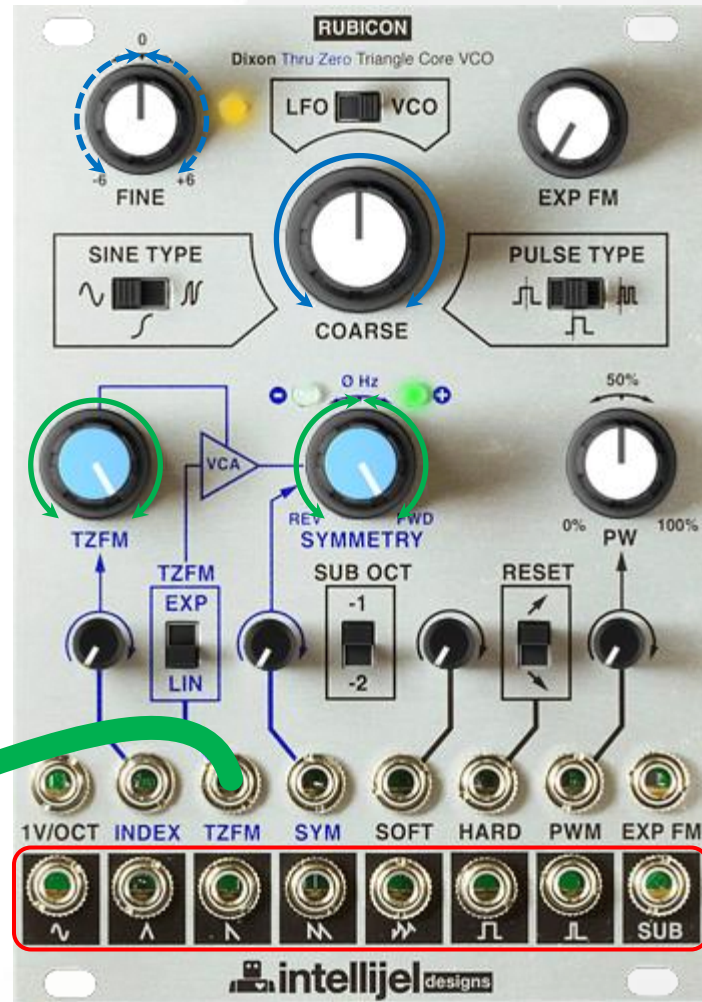 RUBICON
Dixon Thru Zero Triangle Core VCO
0
-6 +6
FINE
LFO VCO
EXP FM
SINE TYPE
COARSE
PULSE TYPE
- O Hz +
VCA
50%
TZFM
REV FWD
SYMMETRY
0% 100%
PW
TZFM
EXP
LIN
SUB OCT
-1
-2
RESET
1V/OCT INDEX TZFM SYM SOFT HARD PWM EXP FM
SUB
intellijel designs